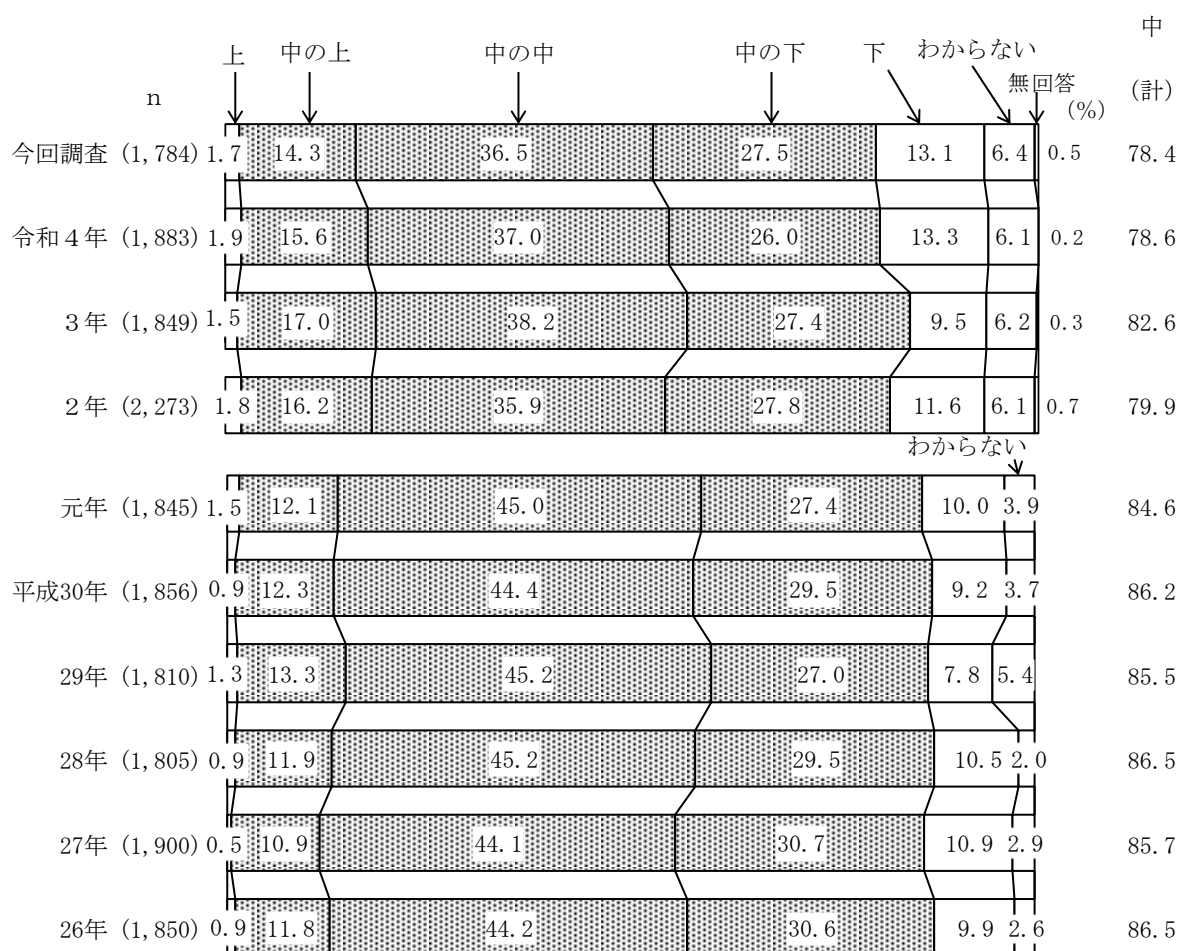 中
上 中の上 中の中 中の下 下 わからない
無回答
n (%) (計)
今回調査 (1,784) 1.7 14.3 36.5 27.5 13.1 6.4 0.5 78.4
令和4年 (1,883) 1.9 15.6 37.0 26.0 13.3 6.1 0.2 78.6
3年 (1,849) 1.5 17.0 38.2 27.4 9.5 6.2 0.3 82.6
2年 (2,273) 1.8 16.2 35.9 27.8 11.6 6.1 0.7 79.9
わからない
元年 (1,845) 1.5 12.1 45.0 27.4 10.0 3.9 84.6
平成30年 (1,856) 0.9 12.3 44.4 29.5 9.2 3.7 86.2
29年 (1,810) 1.3 13.3 45.2 27.0 7.8 5.4 85.5
28年 (1,805) 0.9 11.9 45.2 29.5 10.5 2.0 86.5
27年 (1,900) 0.5 10.9 44.1 30.7 10.9 2.9 85.7
26年 (1,850) 0.9 11.8 44.2 30.6 9.9 2.6 86.5